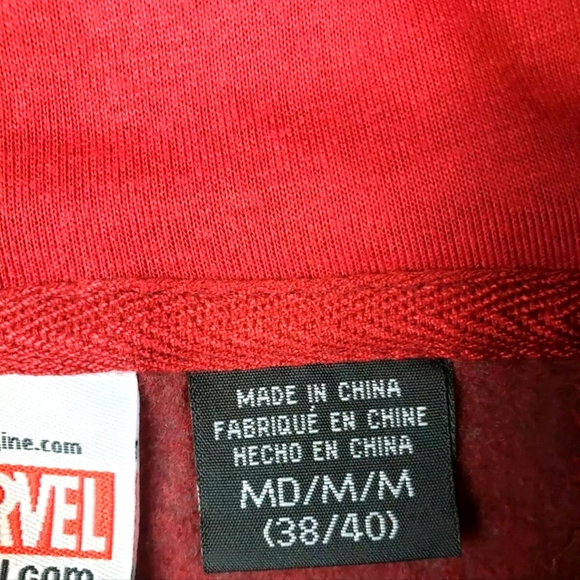 MADE IN CHINA
FABRIQUÉ EN CHINE
HECHO EN CHINA
MD/M/M
(38/40)
ine.com
RVEL
l.com